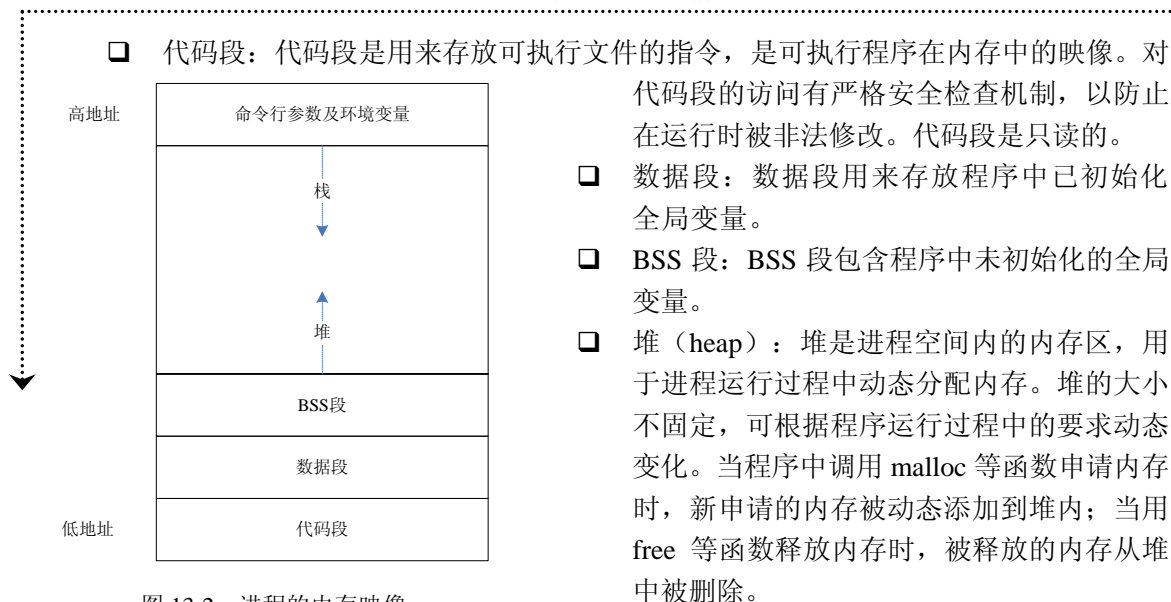 ❑ 代码段：代码段是用来存放可执行文件的指令，是可执行程序在内存中的映像。对
代码段的访问有严格安全检查机制，以防止
在运行时被非法修改。代码段是只读的。
❑ 数据段：数据段用来存放程序中已初始化
全局变量。
❑ BSS 段：BSS 段包含程序中未初始化的全局
变量。
❑ 堆（heap）：堆是进程空间内的内存区，用
于进程运行过程中动态分配内存。堆的大小
不固定，可根据程序运行过程中的要求动态
变化。当程序中调用 malloc 等函数申请内存
时，新申请的内存被动态添加到堆内；当用
free 等函数释放内存时，被释放的内存从堆
中被删除。
高地址
命令行参数及环境变量
栈
堆
BSS段
数据段
低地址
代码段
图 13-2 进程的内存映像